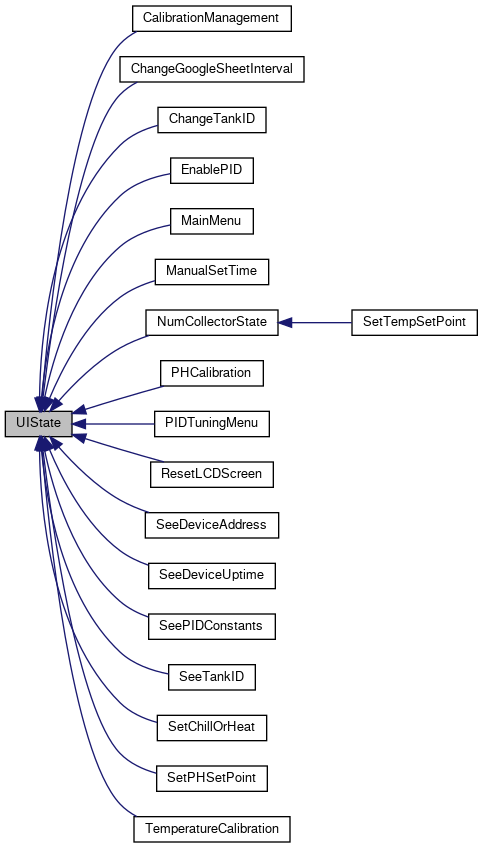 CalibrationManagement
ChangeGoogleSheetInterval
ChangeTankID
EnablePID
MainMenu
ManualSetTime
NumCollectorState
SetTempSetPoint
PHCalibration
UIState
PIDTuningMenu
ResetLCDScreen
SeeDeviceAddress
SeeDeviceUptime
SeePIDConstants
SeeTankID
SetChillOrHeat
SetPHSetPoint
TemperatureCalibration